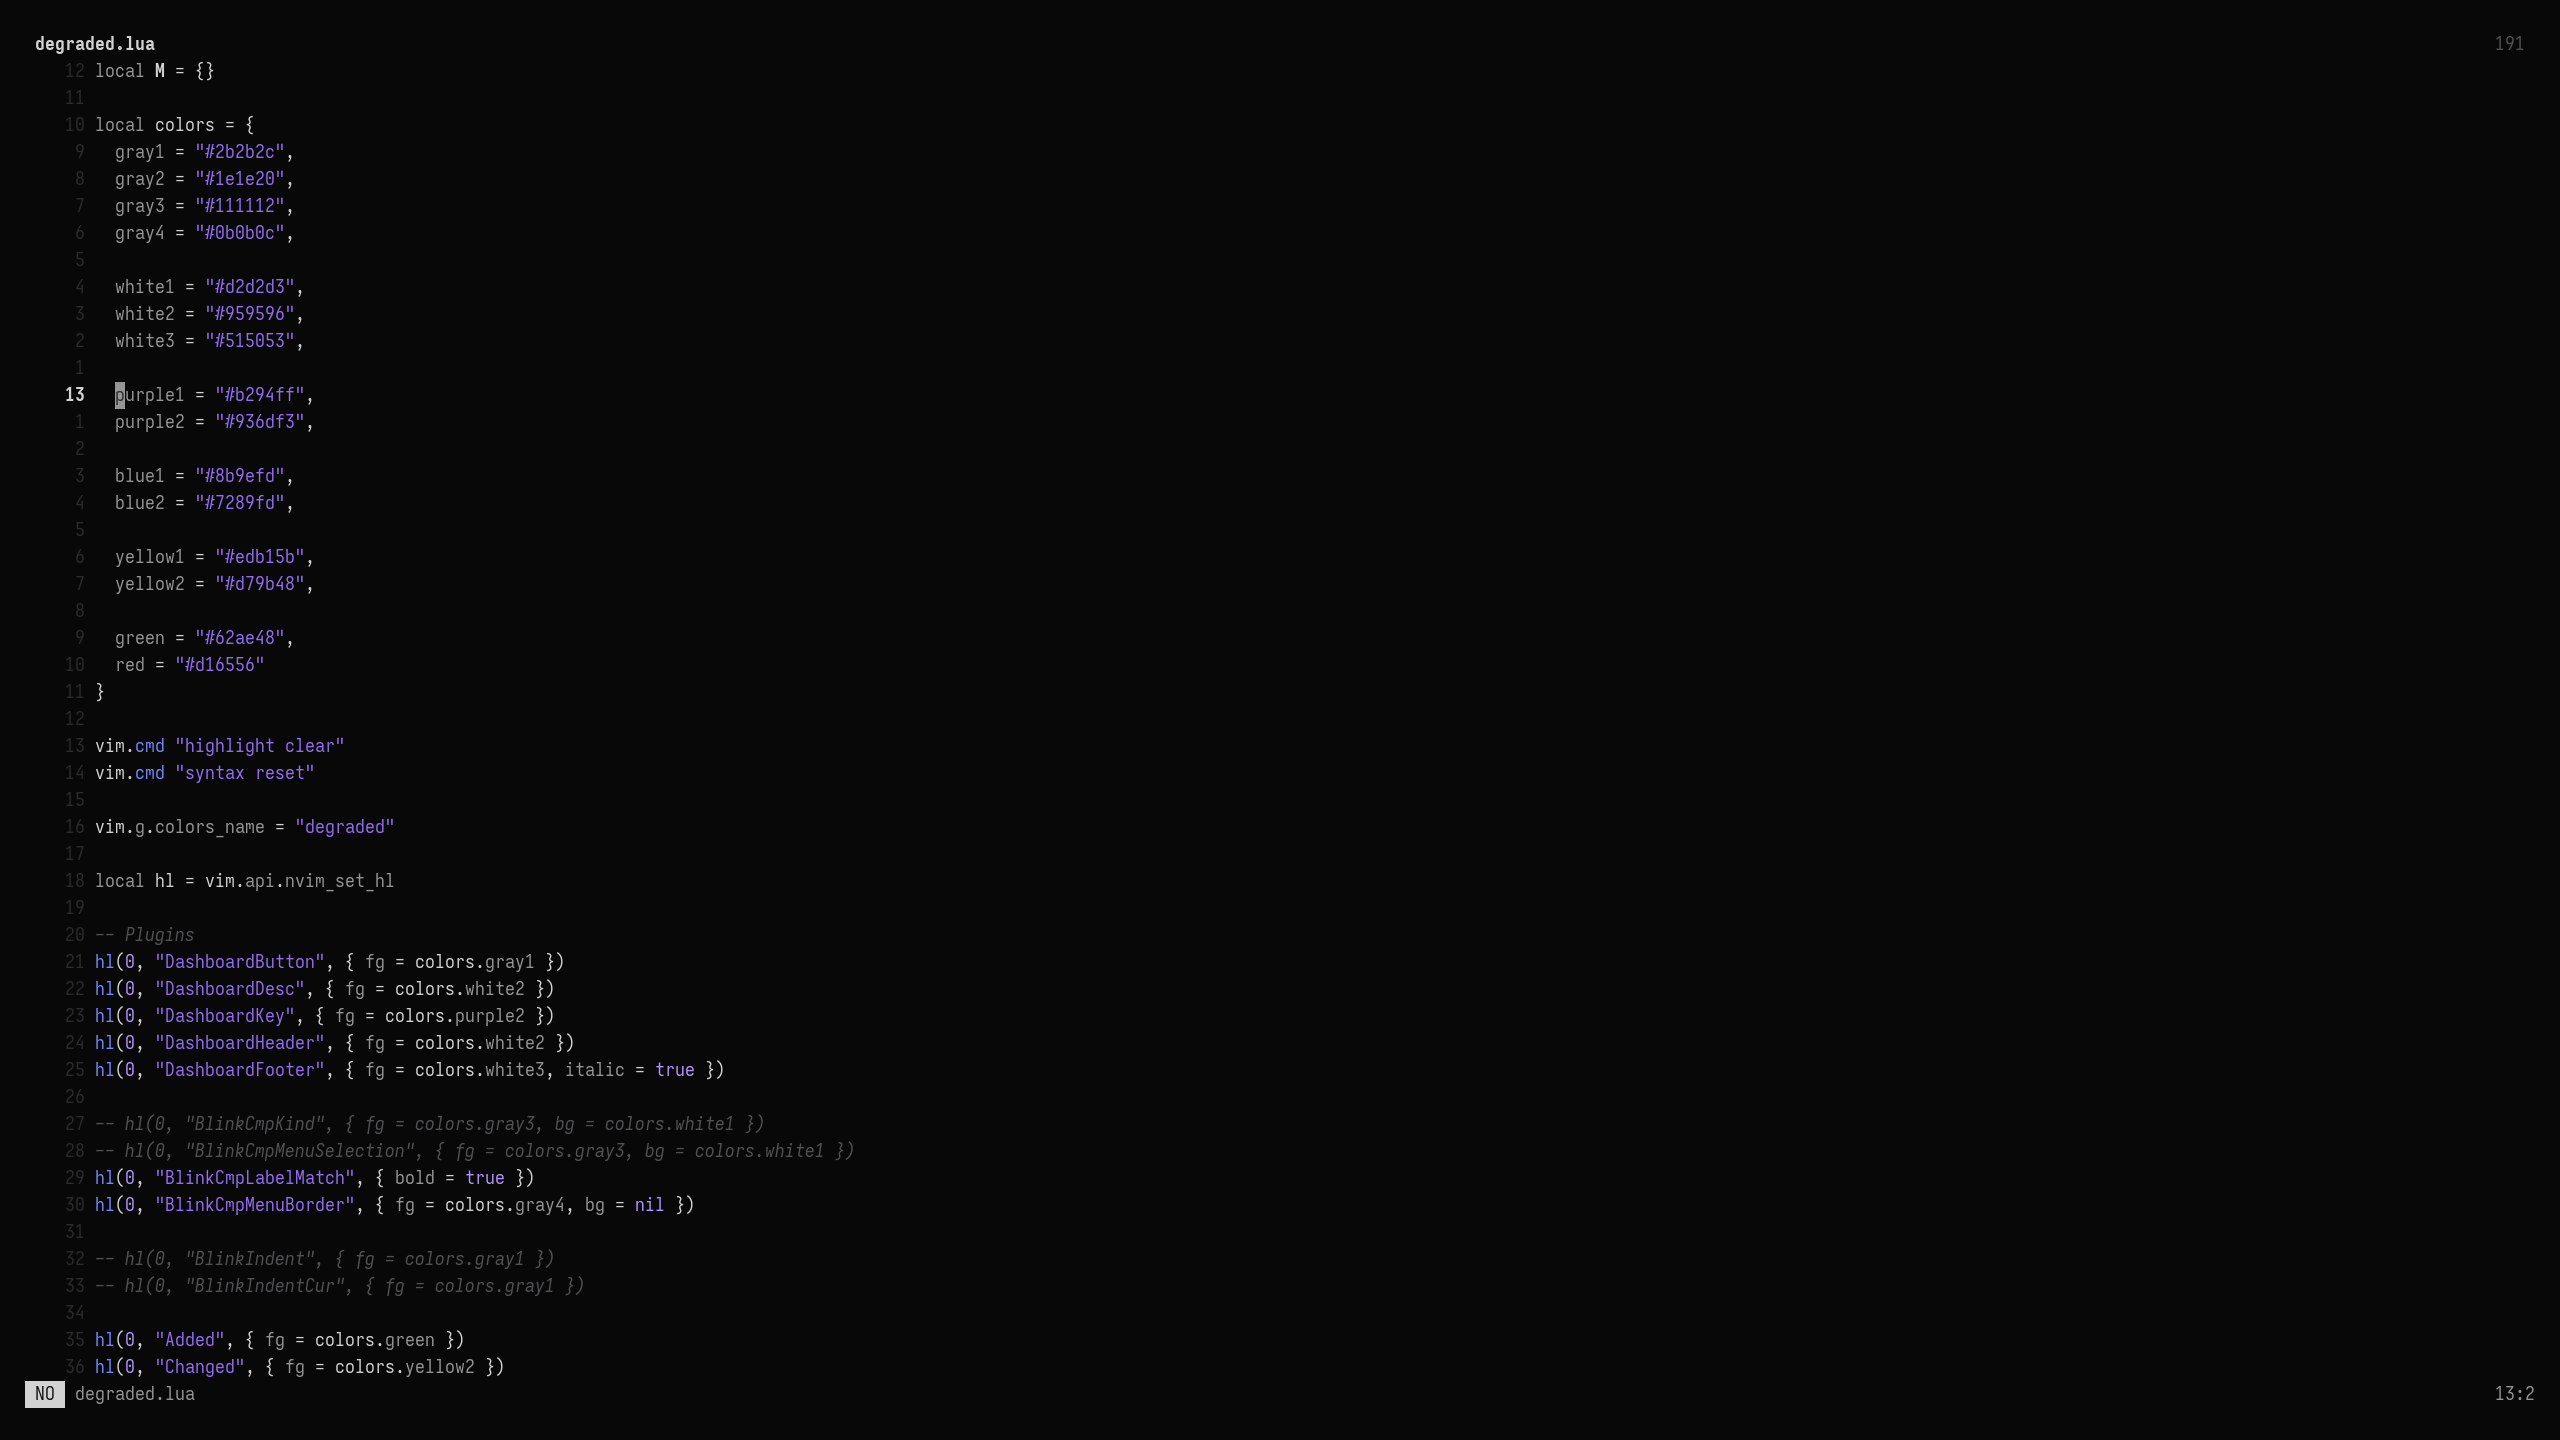 degraded.lua 191
12 local M = {}
11
10 local colors = {
9 gray1 = "#2b2b2c",
8 gray2 = "#1e1e20",
7 gray3 = "#111112",
6 gray4 = "#0b0b0c",
5
4 white1 = "#d2d2d3",
3 white2 = "#959596",
2 white3 = "#515053",
1
13 purple1 = "#b294ff",
1 purple2 = "#936df3",
2
3 blue1 = "#8b9efd",
4 blue2 = "#7289fd",
5
6 yellow1 = "#edb15b",
7 yellow2 = "#d79b48",
8
9 green = "#62ae48",
10 red = "#d16556"
11 }
12
13 vim.cmd "highlight clear"
14 vim.cmd "syntax reset"
15
16 vim.g.colors_name = "degraded"
17
18 local hl = vim.api.nvim_set_hl
19
20 -- Plugins
21 hl(0, "DashboardButton", { fg = colors.gray1 })
22 hl(0, "DashboardDesc", { fg = colors.white2 })
23 hl(0, "DashboardKey", { fg = colors.purple2 })
24 hl(0, "DashboardHeader", { fg = colors.white2 })
25 hl(0, "DashboardFooter", { fg = colors.white3, italic = true })
26
27 -- hl(0, "BlinkCmpKind", { fg = colors.gray3, bg = colors.white1 })
28 -- hl(0, "BlinkCmpMenuSelection", { fg = colors.gray3, bg = colors.white1 })
29 hl(0, "BlinkCmpLabelMatch", { bold = true })
30 hl(0, "BlinkCmpMenuBorder", { fg = colors.gray4, bg = nil })
31
32 -- hl(0, "BlinkIndent", { fg = colors.gray1 })
33 -- hl(0, "BlinkIndentCur", { fg = colors.gray1 })
34
35 hl(0, "Added", { fg = colors.green })
36 hl(0, "Changed", { fg = colors.yellow2 })
NO degraded.lua 13:2